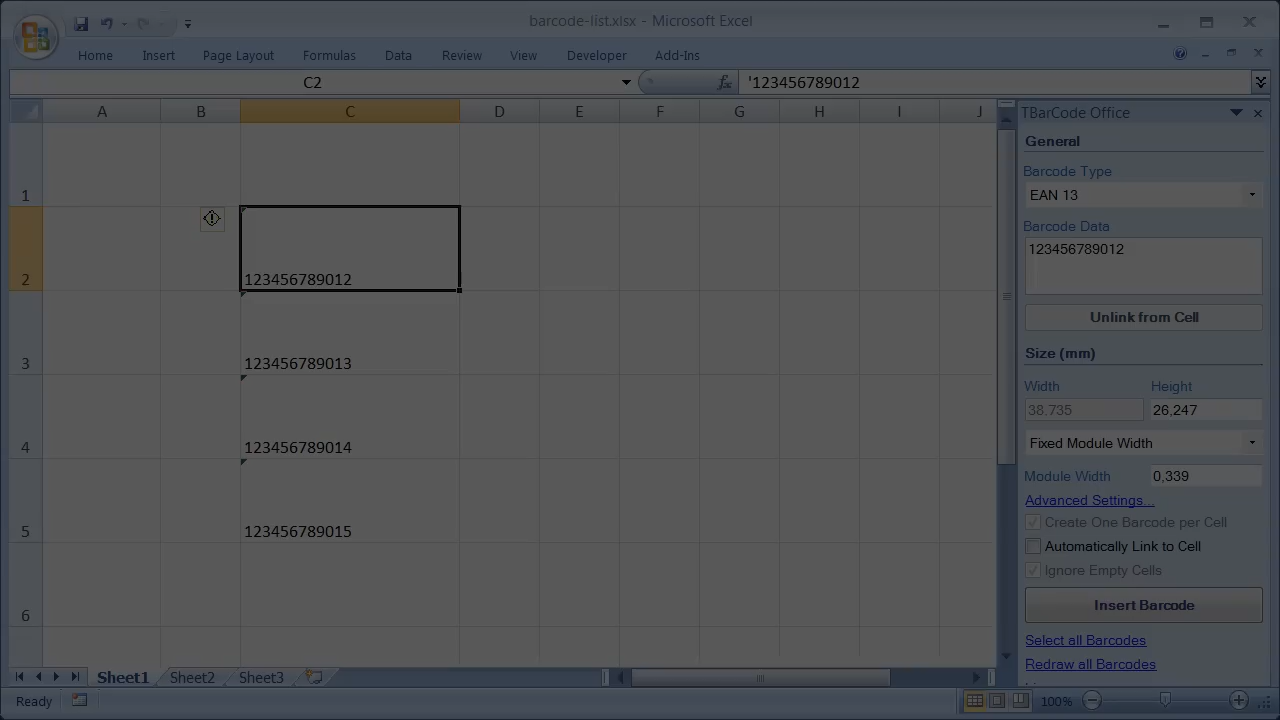 barcode-list.xlsx - Microsoft Excel
Home Insert Page Layout Formulas Data Review View Developer Add-Ins
C2 fx '123456789012
A B C D E F G H I J
TBarCode Office
General
Barcode Type
EAN 13
Barcode Data
123456789012
Unlink from Cell
Size (mm)
Width Height
38,735 26,247
Fixed Module Width
Module Width 0,339
Advanced Settings...
Create One Barcode per Cell
Automatically Link to Cell
Ignore Empty Cells
Insert Barcode
Select all Barcodes
Redraw all Barcodes
1
2 123456789012
3 123456789013
4 123456789014
5 123456789015
6
Sheet1 Sheet2 Sheet3
Ready 100%